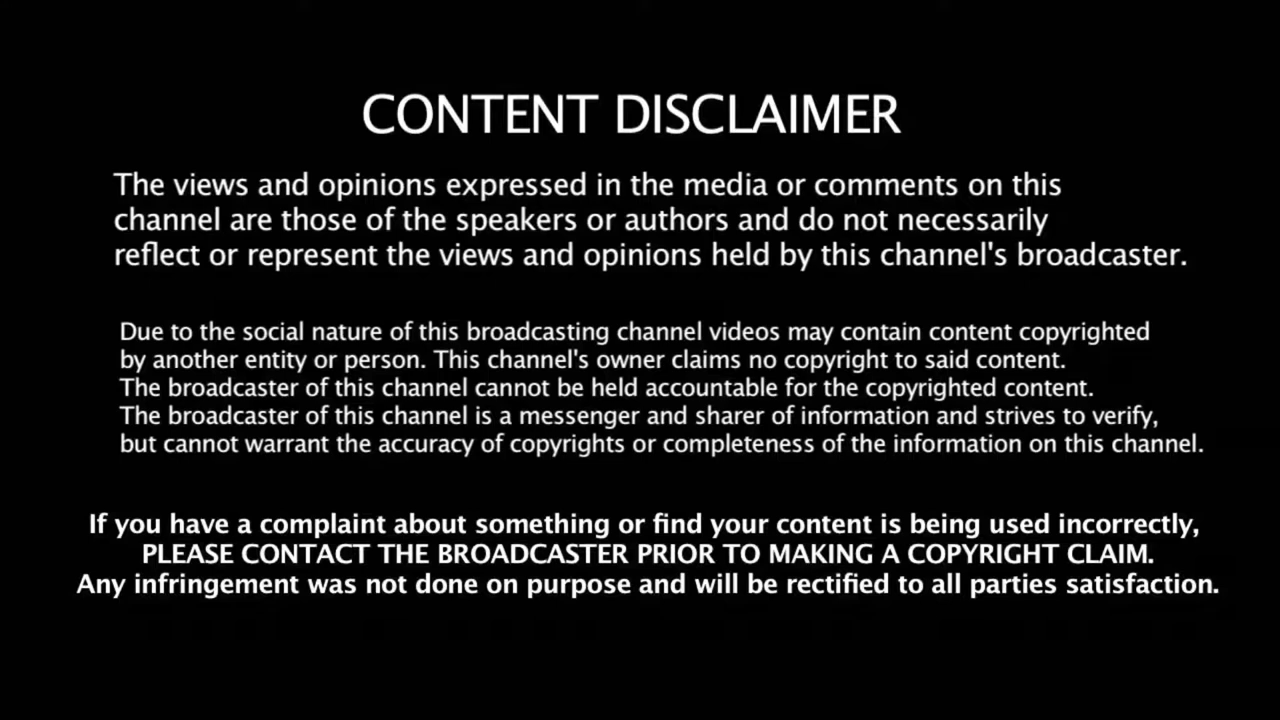 CONTENT DISCLAIMER
The views and opinions expressed in the media or comments on this
channel are those of the speakers or authors and do not necessarily
reflect or represent the views and opinions held by this channel's broadcaster.
Due to the social nature of this broadcasting channel videos may contain content copyrighted
by another entity or person. This channel's owner claims no copyright to said content.
The broadcaster of this channel cannot be held accountable for the copyrighted content.
The broadcaster of this channel is a messenger and sharer of information and strives to verify,
but cannot warrant the accuracy of copyrights or completeness of the information on this channel.
If you have a complaint about something or find your content is being used incorrectly,
PLEASE CONTACT THE BROADCASTER PRIOR TO MAKING A COPYRIGHT CLAIM.
Any infringement was not done on purpose and will be rectified to all parties satisfaction.